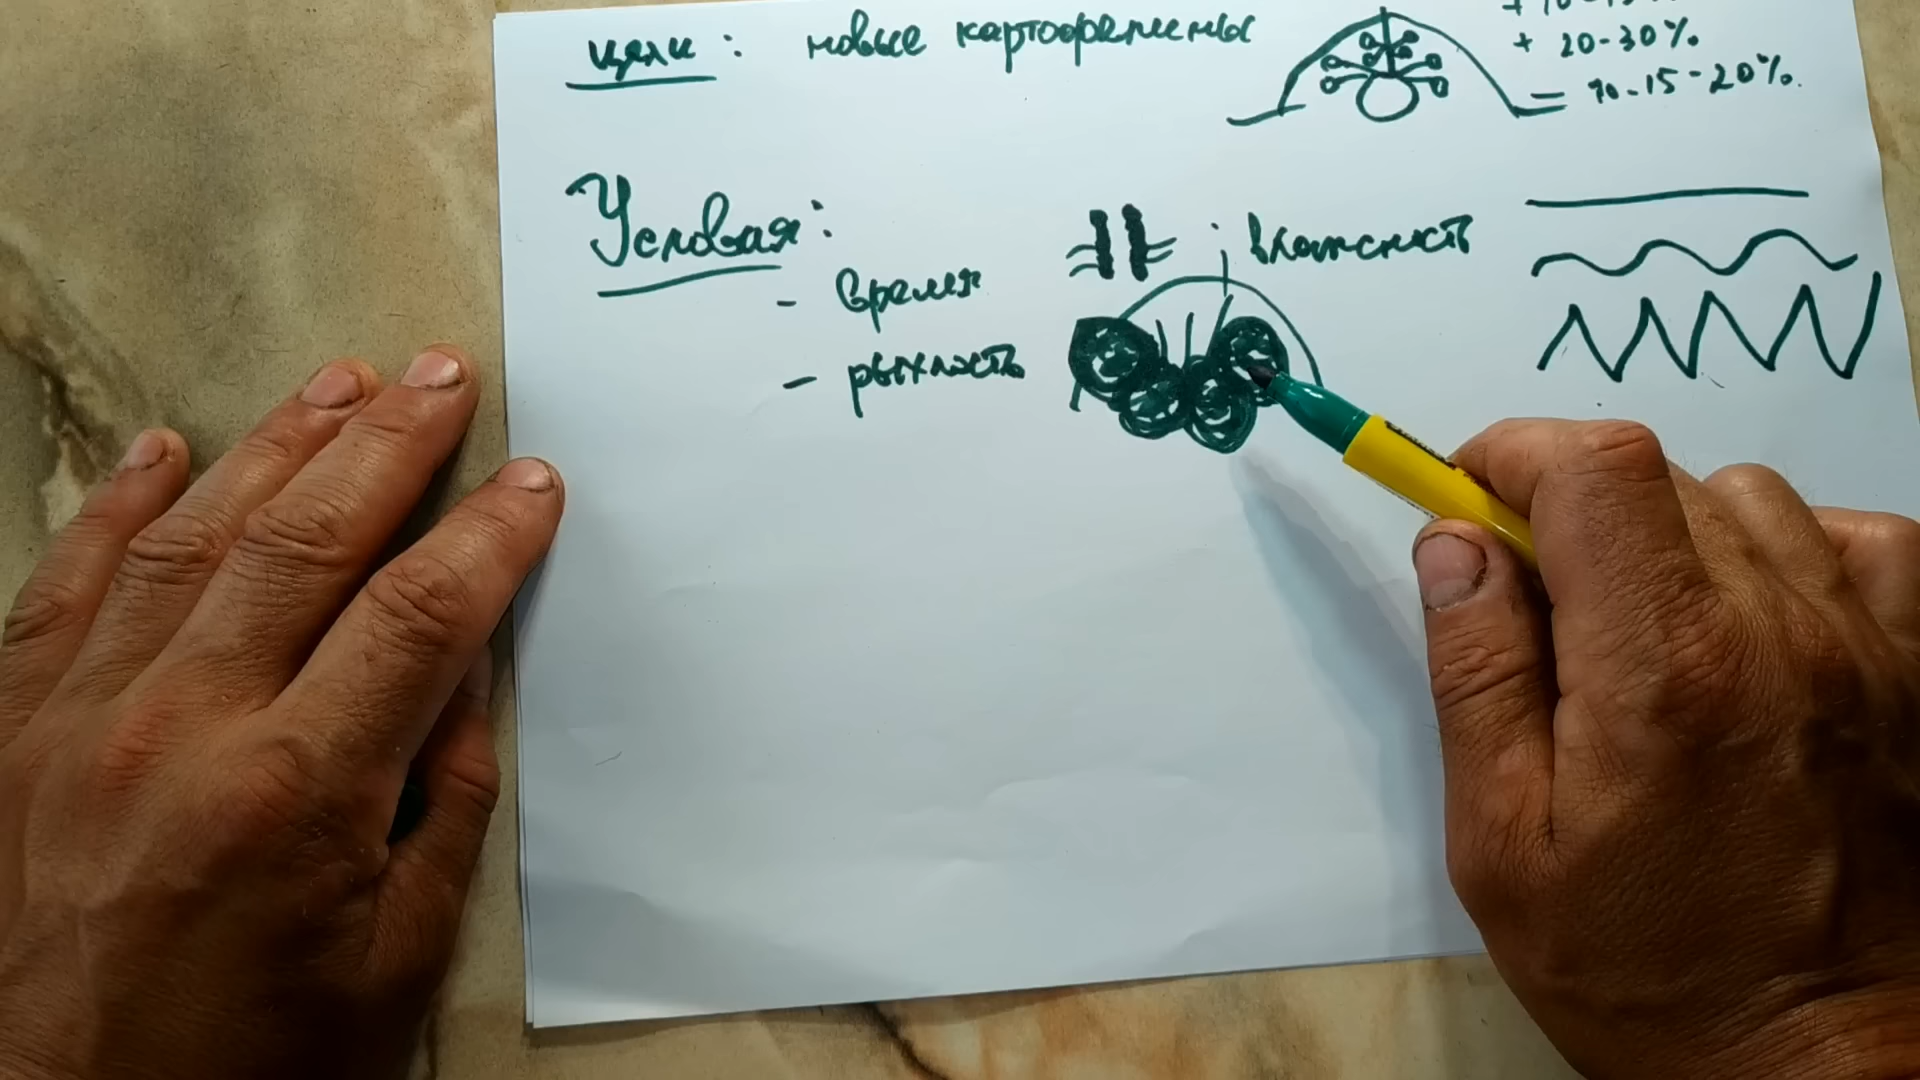 цели : новые картофелины
+ 20-30%
= 10-15-20%.
Условия:
влажность
- время
- рыхлость